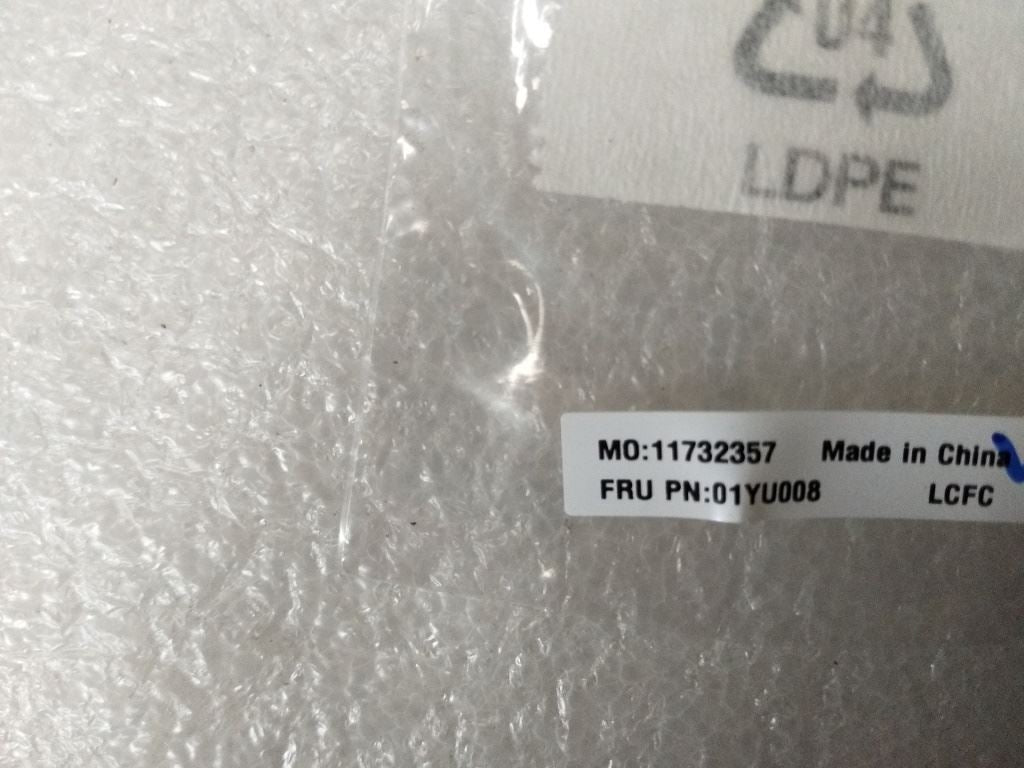 04
LDPE
MO:11732357 Made in China
FRU PN:01YU008 LCFC